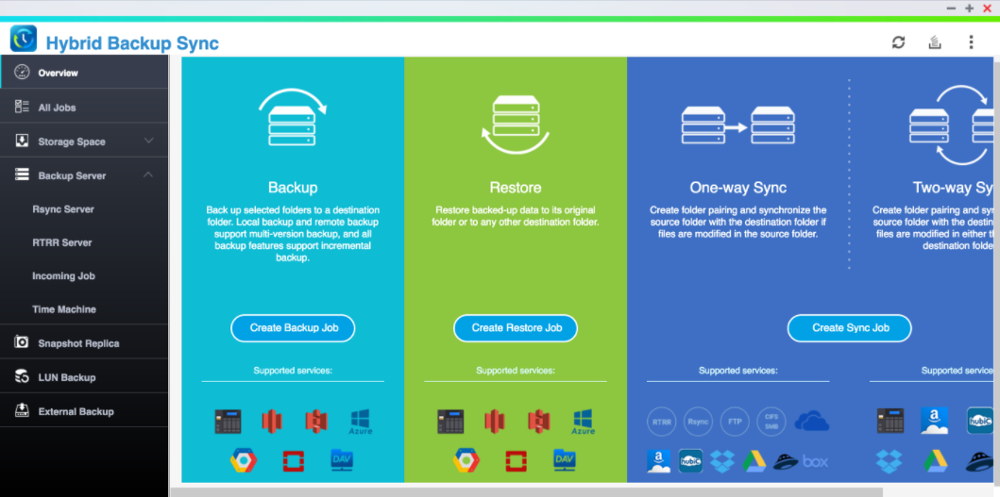 Hybrid Backup Sync
Overview
All Jobs
Storage Space
Backup Server
Rsync Server
RTRR Server
Incoming Job
Time Machine
Snapshot Replica
LUN Backup
External Backup
Backup
Back up selected folders to a destination
folder. Local backup and remote backup
support multi-version backup, and all
backup features support incremental
backup.
Create Backup Job
Supported services:
Azure
DAV
Restore
Restore backed-up data to its original
folder or to any other destination folder.
Create Restore Job
Supported services:
Azure
DAV
One-way Sync
Create folder pairing and synchronize the
source folder with the destination folder if
files are modified in the source folder.
Two-way Sy
Create folder pairing and syn
source folder with the destin
files are modified in either t
destination folde
Create Sync Job
Supported services:
RTRR
Rsync
FTP
CIFS
SMB
a
hubiC
box
Supported service
a
hubiC